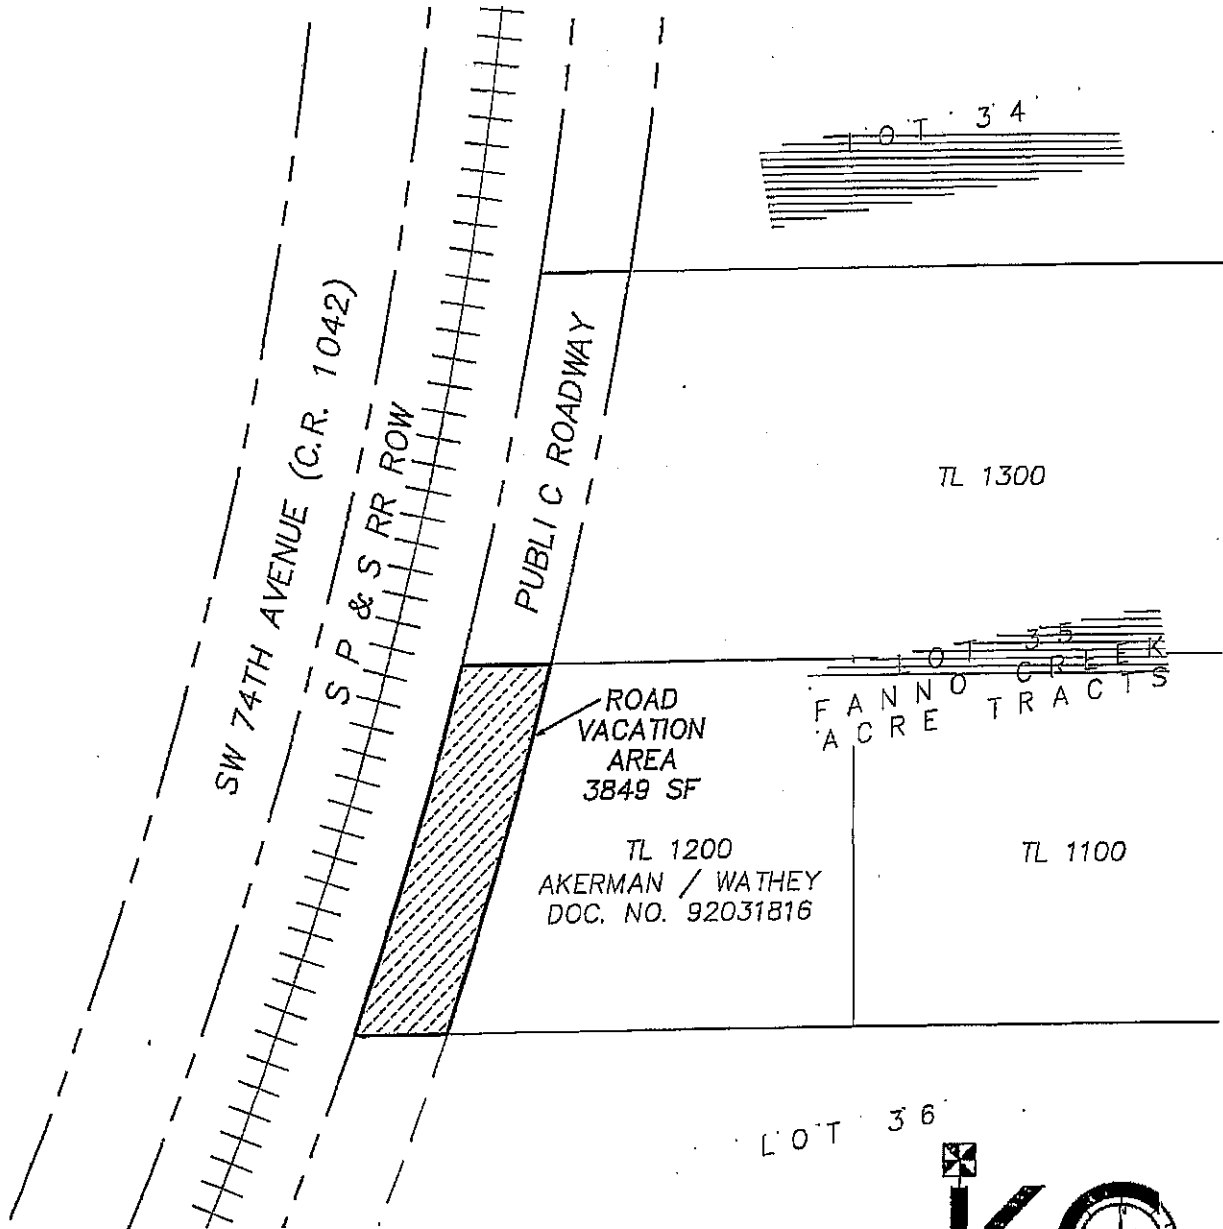 LOT 34
SW 74TH AVENUE (C.R. 1042)
S P & S RR ROW
PUBLIC ROADWAY
TL 1300
LOT 35
FANNO CREEK
ACRE TRACTS
ROAD
VACATION
AREA
3849 SF
TL 1200
AKERMAN / WATHEY
DOC. NO. 92031816
TL 1100
LOT 36